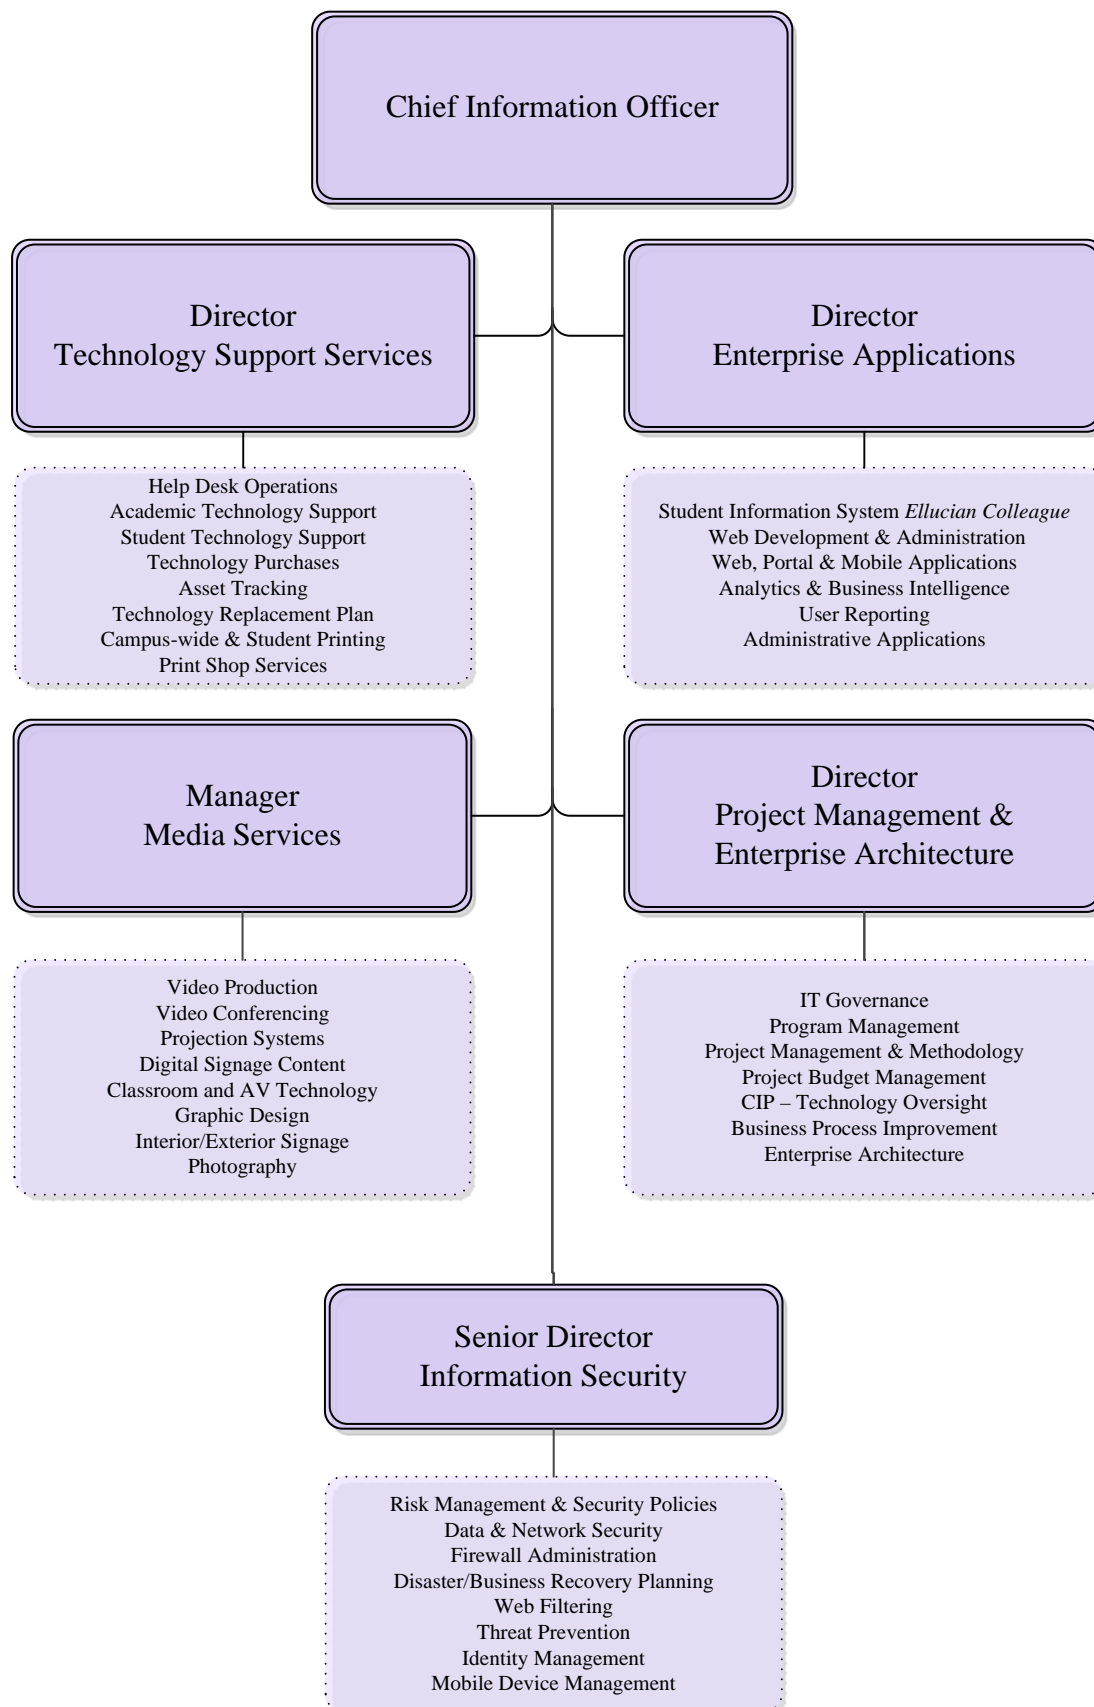 Chief Information Officer
Director
Technology Support Services
Director
Enterprise Applications
Help Desk Operations
Academic Technology Support
Student Technology Support
Technology Purchases
Asset Tracking
Technology Replacement Plan
Campus-wide & Student Printing
Print Shop Services
Student Information System Ellucian Colleague
Web Development & Administration
Web, Portal & Mobile Applications
Analytics & Business Intelligence
User Reporting
Administrative Applications
Manager
Media Services
Director
Project Management &
Enterprise Architecture
Video Production
Video Conferencing
Projection Systems
Digital Signage Content
Classroom and AV Technology
Graphic Design
Interior/Exterior Signage
Photography
IT Governance
Program Management
Project Management & Methodology
Project Budget Management
CIP – Technology Oversight
Business Process Improvement
Enterprise Architecture
Senior Director
Information Security
Risk Management & Security Policies
Data & Network Security
Firewall Administration
Disaster/Business Recovery Planning
Web Filtering
Threat Prevention
Identity Management
Mobile Device Management